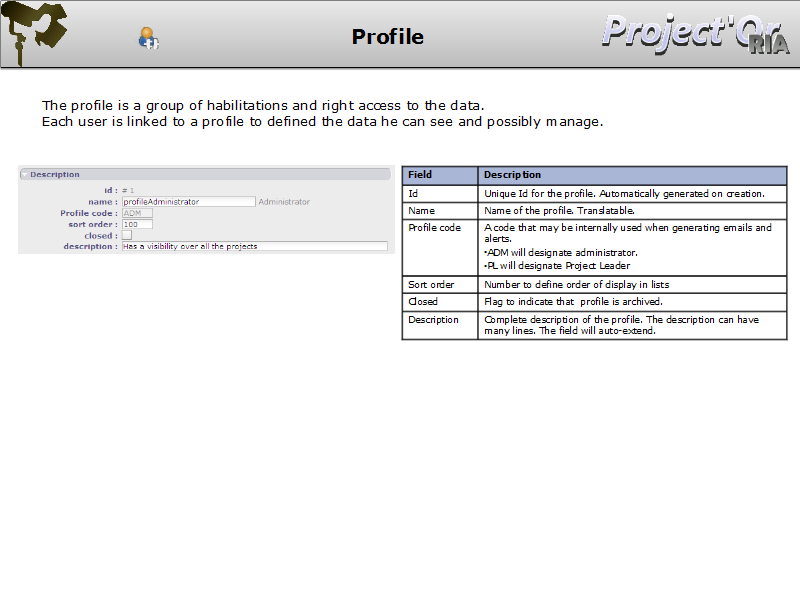 Profile
Project'Or
RIA
The profile is a group of habilitations and right access to the data.
Each user is linked to a profile to defined the data he can see and possibly manage.
Description
id : # 1
name : profileAdministrator Administrator
Profile code : ADM
sort order : 100
closed :
description : Has a visibility over all the projects
Field Description
Id Unique Id for the profile. Automatically generated on creation.
Name Name of the profile. Translatable.
Profile code A code that may be internally used when generating emails and
alerts.
•ADM will designate administrator.
•PL will designate Project Leader
Sort order Number to define order of display in lists
Closed Flag to indicate that profile is archived.
Description Complete description of the profile. The description can have
many lines. The field will auto-extend.